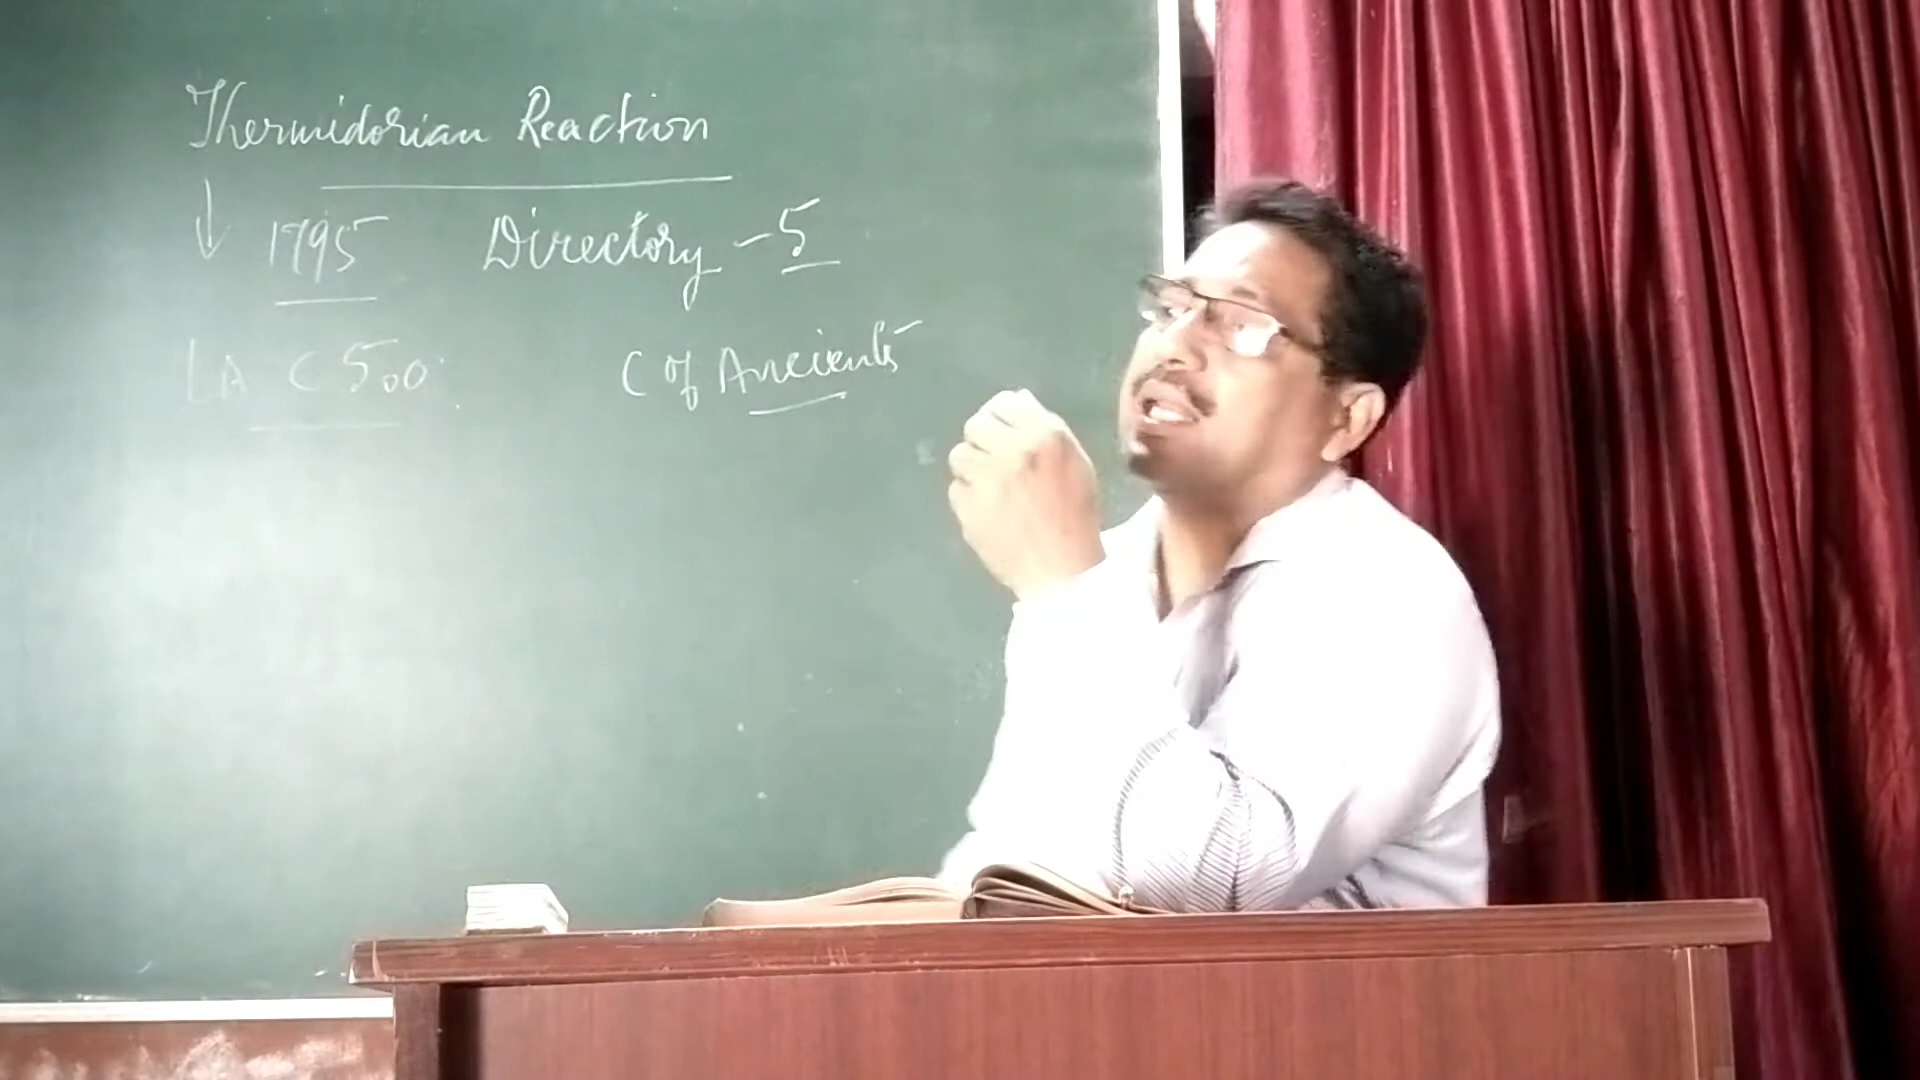 Thermidorian Reaction
↓ 1795 Directory - 5
LA C 500 C of Ancients